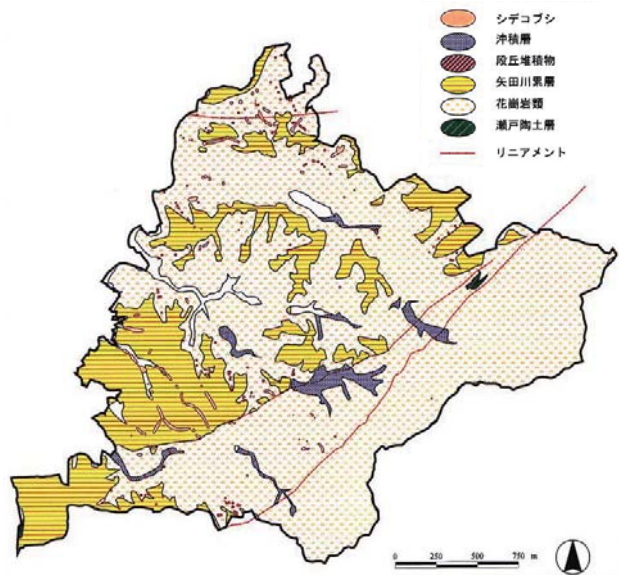 シデコブシ
沖積層
段丘堆積物
矢田川累層
花崗岩類
瀬戸陶土層
リニアメント
0 250 500 750 m